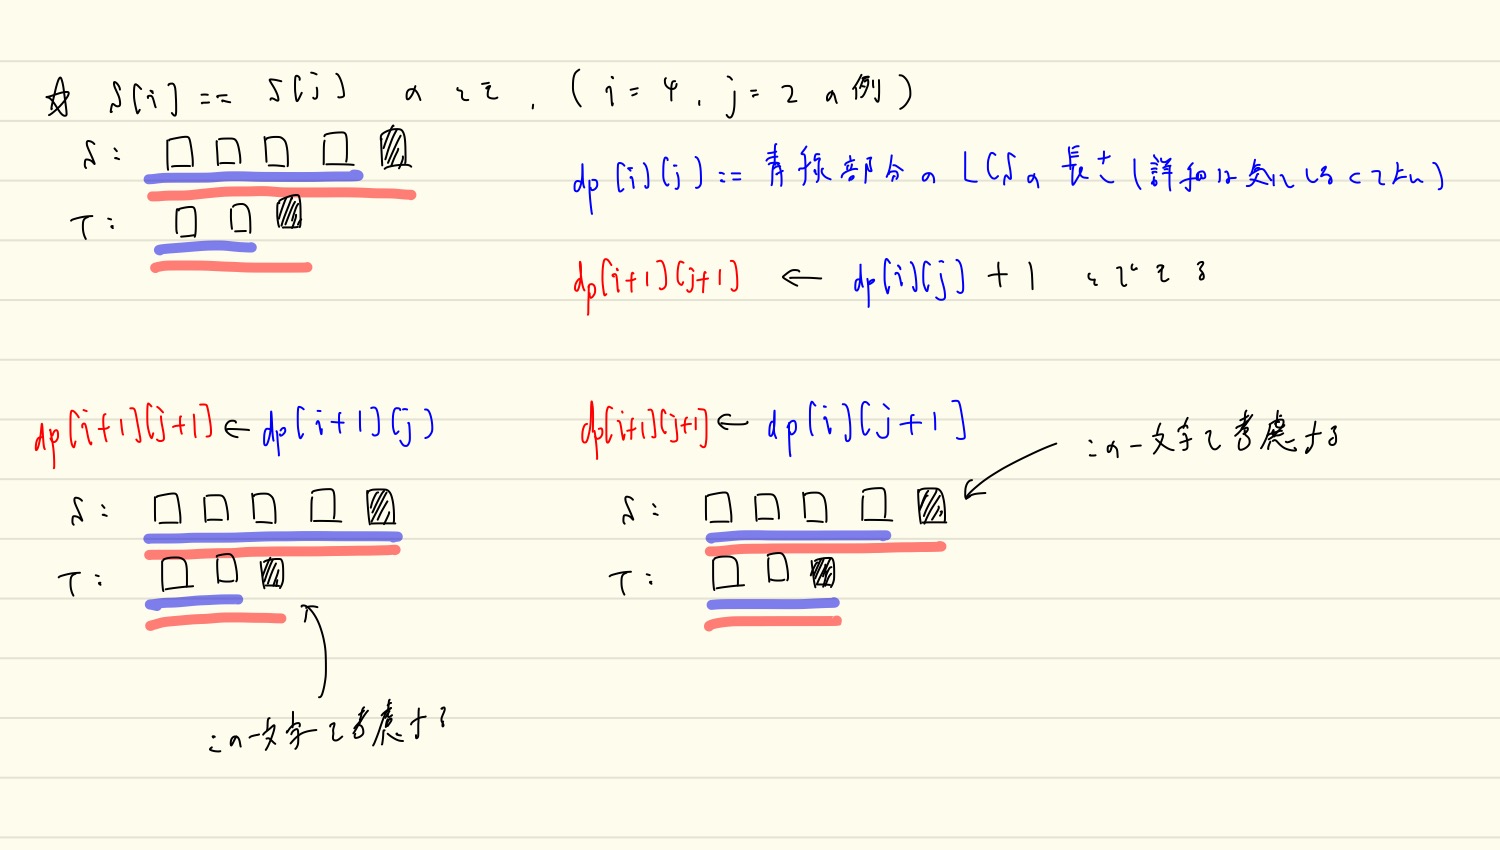 ☆ S[i] == S[j] のとき, (i = 4, j = 2 の例)
S:
T:
dp[i][j] := 青線部分の LCSの 長さ (詳細は気にしなくてよい)
dp[i+1][j+1] ← dp[i][j] + 1 とできる
dp[i+1][j+1] ← dp[i+1][j]
S:
T:
この一文字を考慮する
dp[i+1][j+1] ← dp[i][j+1]
この一文字を考慮する
S:
T: